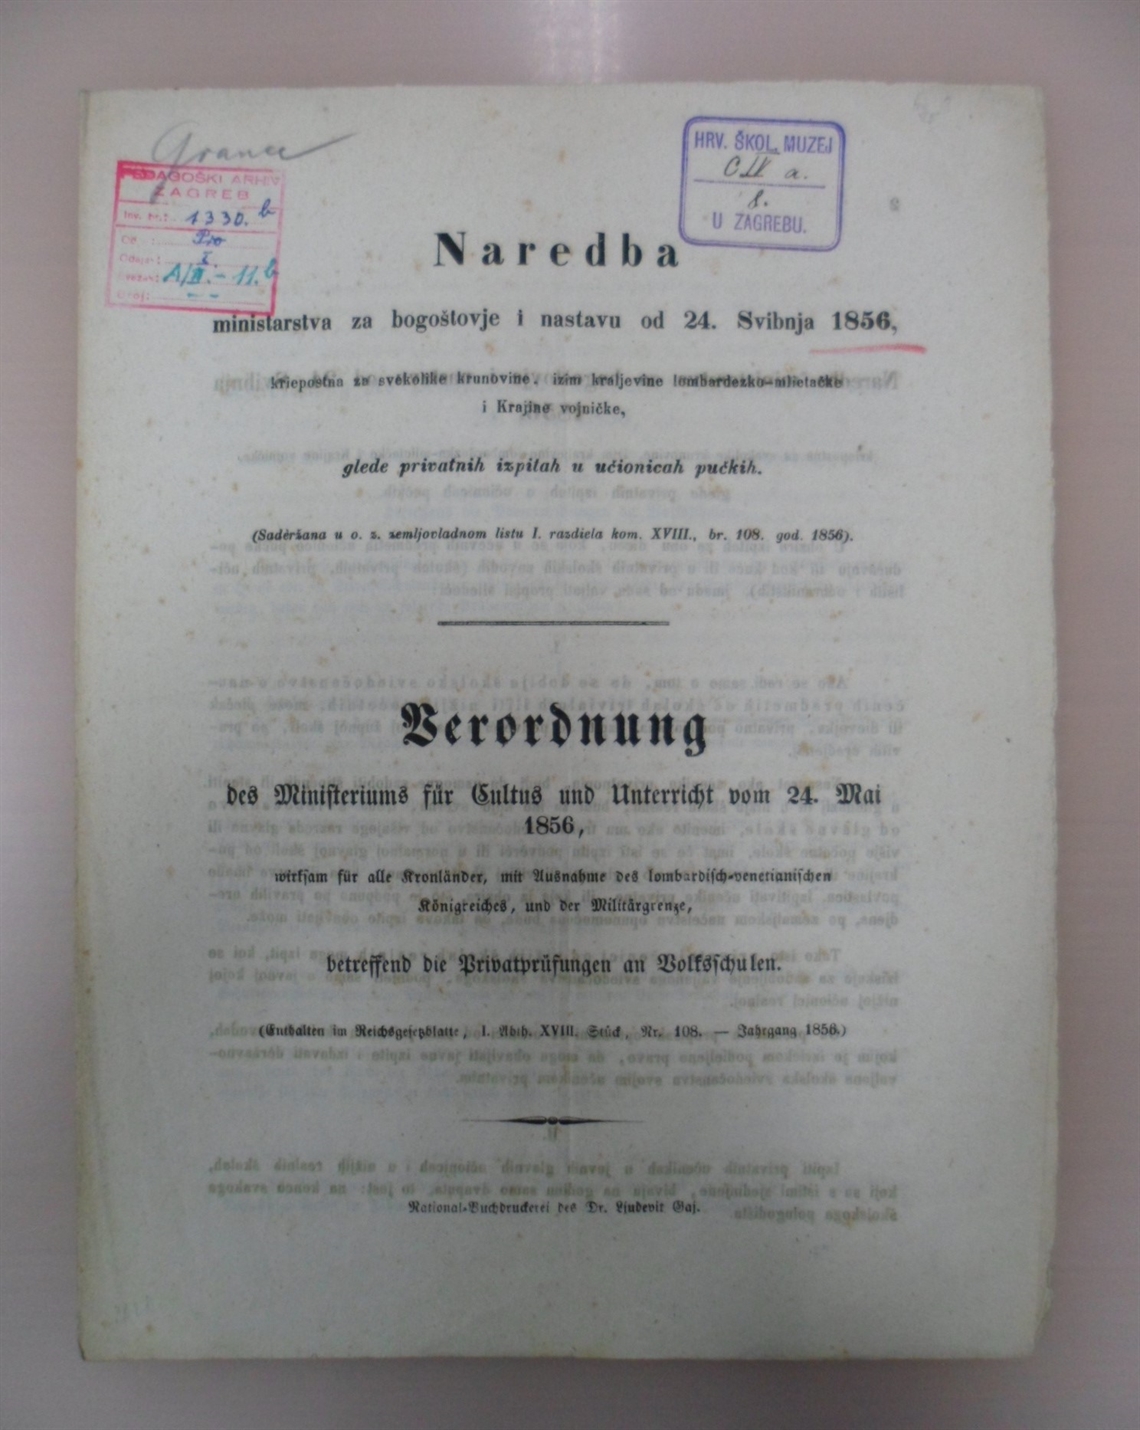 HRV. ŠKOL. MUZEJ
a.
8.
U ZAGREBU.
PEDAGOŠKI ARHIV
ZAGREB
Inv. br.: 1330. b
I.
A/II. - 11. b
Naredba
ministarstva za bogoštovje i nastavu od 24. Svibnja 1856,
kriepostna za svekolike krunovine, izim kraljevine lombardezko-mlietačke
i Krajine vojničke,
glede privatnih izpitah u učionicah pučkih.
(Sadèržana u o. z. zemljovladnom listu I. razdiela kom. XVIII., br. 108. god. 1856).
Verordnung
des Ministeriums für Cultus und Unterricht vom 24. Mai
1856,
wirksam für alle Kronländer, mit Ausnahme des lombardisch-venetianischen
Königreiches, und der Militärgrenze,
betreffend die Privatprüfungen an Volksschulen.
(Enthalten im Reichsgesetzblatte, I. Abth. XVIII. Stück, Nr. 108. — Jahrgang 1856.)
National-Buchdruckerei des Dr. Ljudevit Gaj.